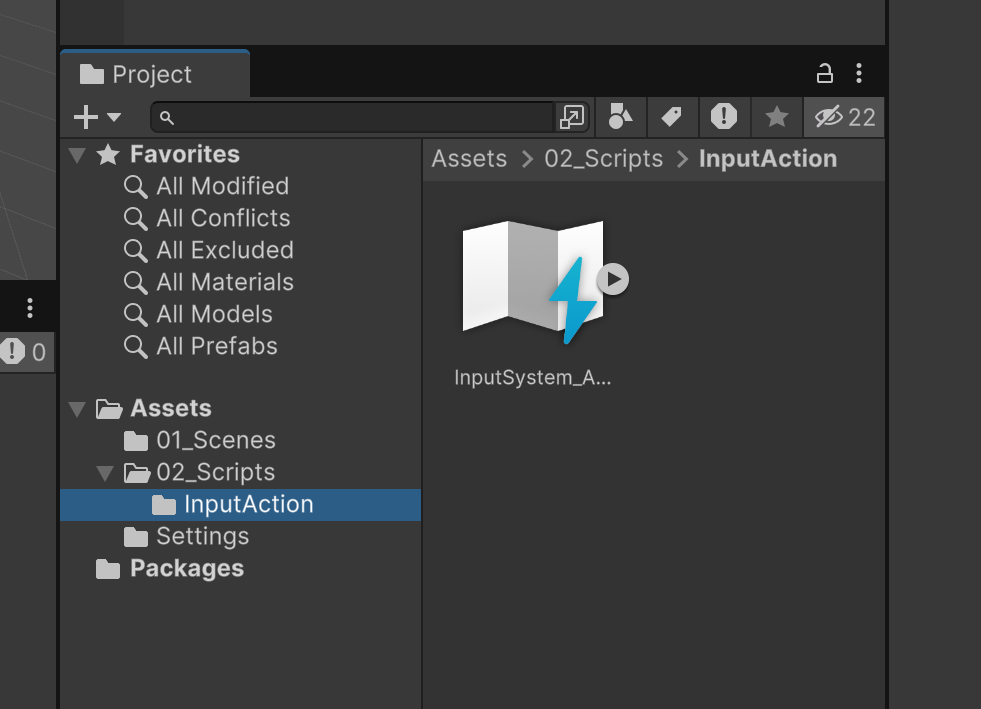 Project
22
Favorites
All Modified
All Conflicts
All Excluded
All Materials
All Models
All Prefabs
Assets
01_Scenes
02_Scripts
InputAction
Settings
Packages
Assets > 02_Scripts > InputAction
InputSystem_A...
0